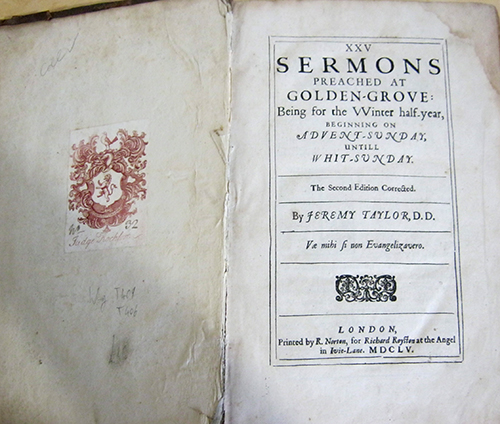 Wm
92
XXV
SERMONS
PREACHED AT
GOLDEN-GROVE:
Being for the Winter half-year,
BEGINNING ON
ADVENT-SUNDAY,
UNTILL
WHIT-SUNDAY.
The Second Edition Corrected.
By JEREMY TAYLOR, D.D.
Væ mihi si non Evangelizavero.
LONDON,
Printed by R. Norton, for Richard Royſton at the Angel
in Ivie-Lane. MDCLV.